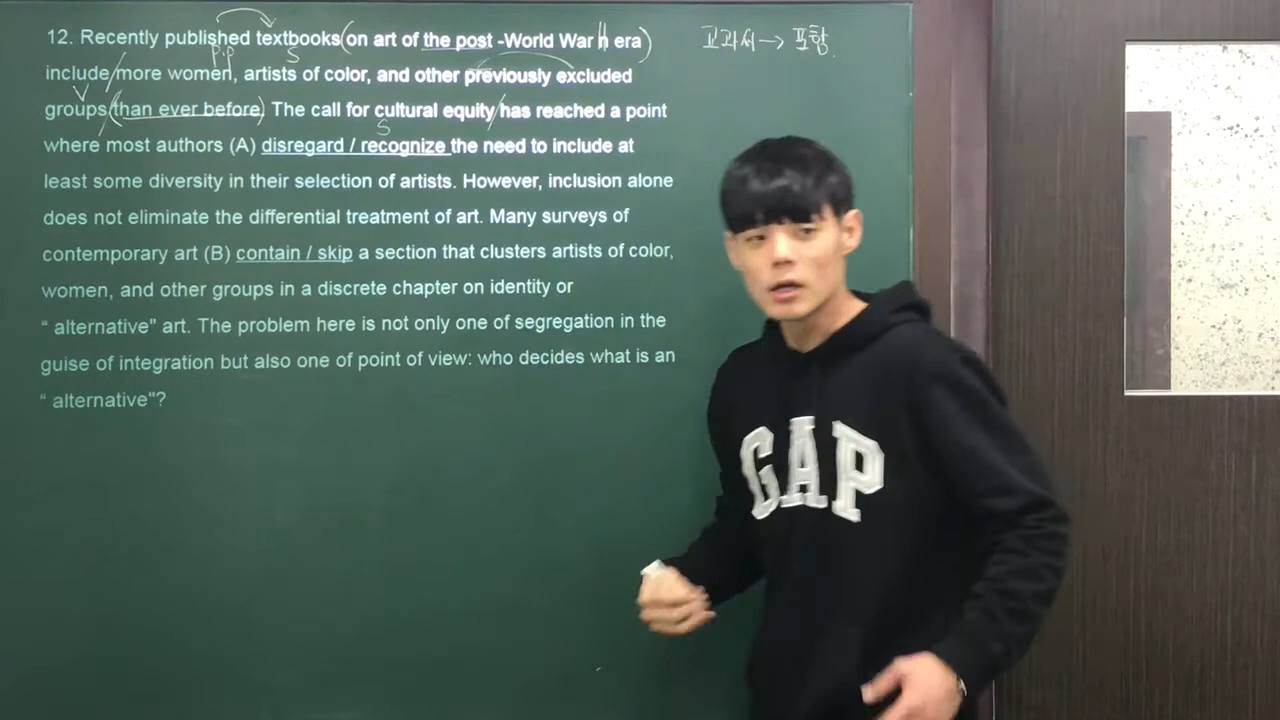 12. Recently published textbooks(on art of the post -World War II era)
p.p
S
교과서 → 포함
include/more women, artists of color, and other previously excluded
V
groups/(than ever before). The call for cultural equity/has reached a point
S
where most authors (A) disregard / recognize the need to include at
least some diversity in their selection of artists. However, inclusion alone
does not eliminate the differential treatment of art. Many surveys of
contemporary art (B) contain / skip a section that clusters artists of color,
women, and other groups in a discrete chapter on identity or
“ alternative" art. The problem here is not only one of segregation in the
guise of integration but also one of point of view: who decides what is an
“ alternative"?
GAP